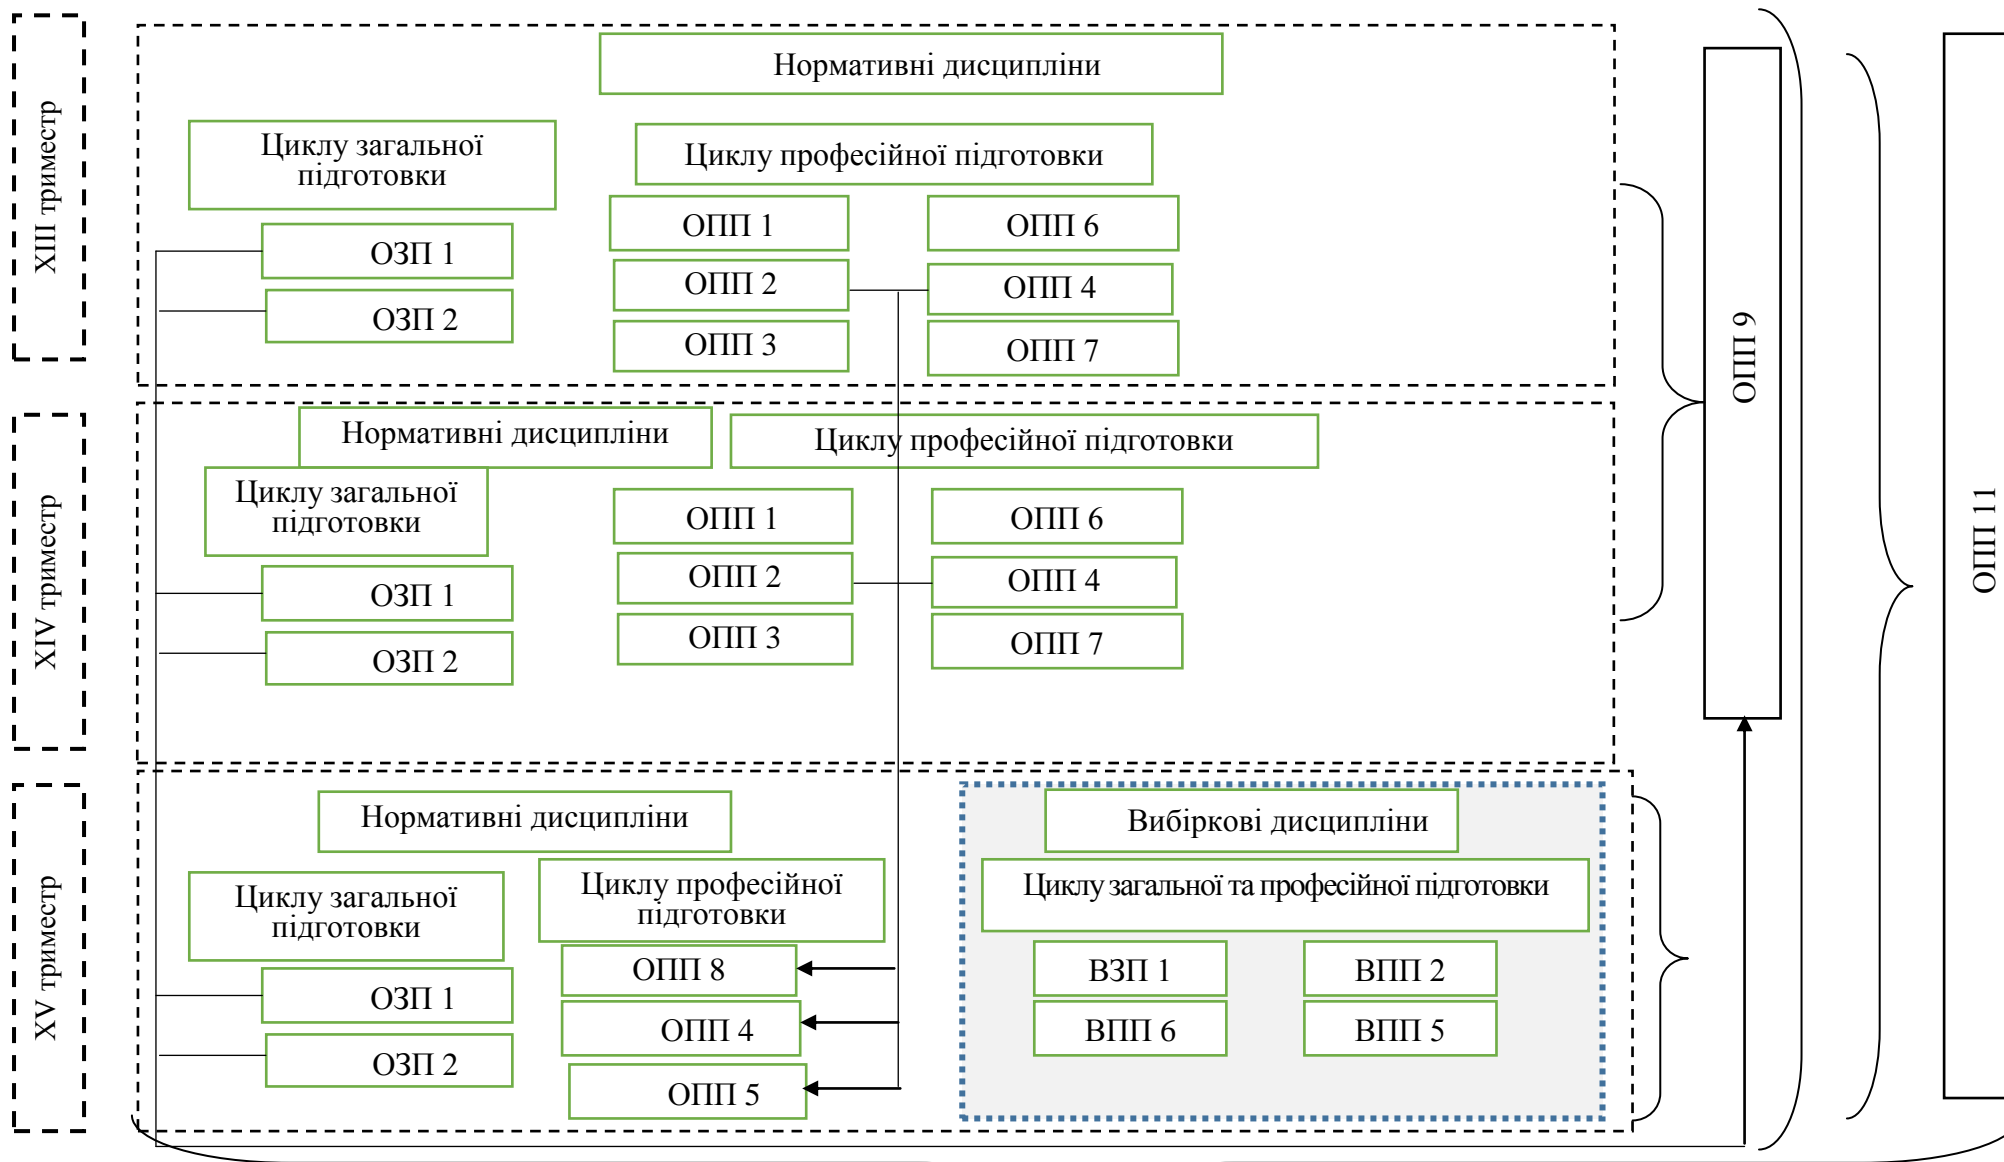 XIII триместр
Нормативні дисципліни
Циклу загальної
підготовки
Циклу професійної підготовки
ОЗП 1
ОЗП 2
ОПП 1
ОПП 2
ОПП 3
ОПП 6
ОПП 4
ОПП 7
XIV триместр
Нормативні дисципліни
Циклу професійної підготовки
Циклу загальної
підготовки
ОЗП 1
ОЗП 2
ОПП 1
ОПП 2
ОПП 3
ОПП 6
ОПП 4
ОПП 7
XV триместр
Нормативні дисципліни
Циклу загальної
підготовки
Циклу професійної
підготовки
ОЗП 1
ОЗП 2
ОПП 8
ОПП 4
ОПП 5
Вибіркові дисципліни
Циклу загальної та професійної підготовки
ВЗП 1
ВПП 2
ВПП 6
ВПП 5
ОПП 9
ОПП 11